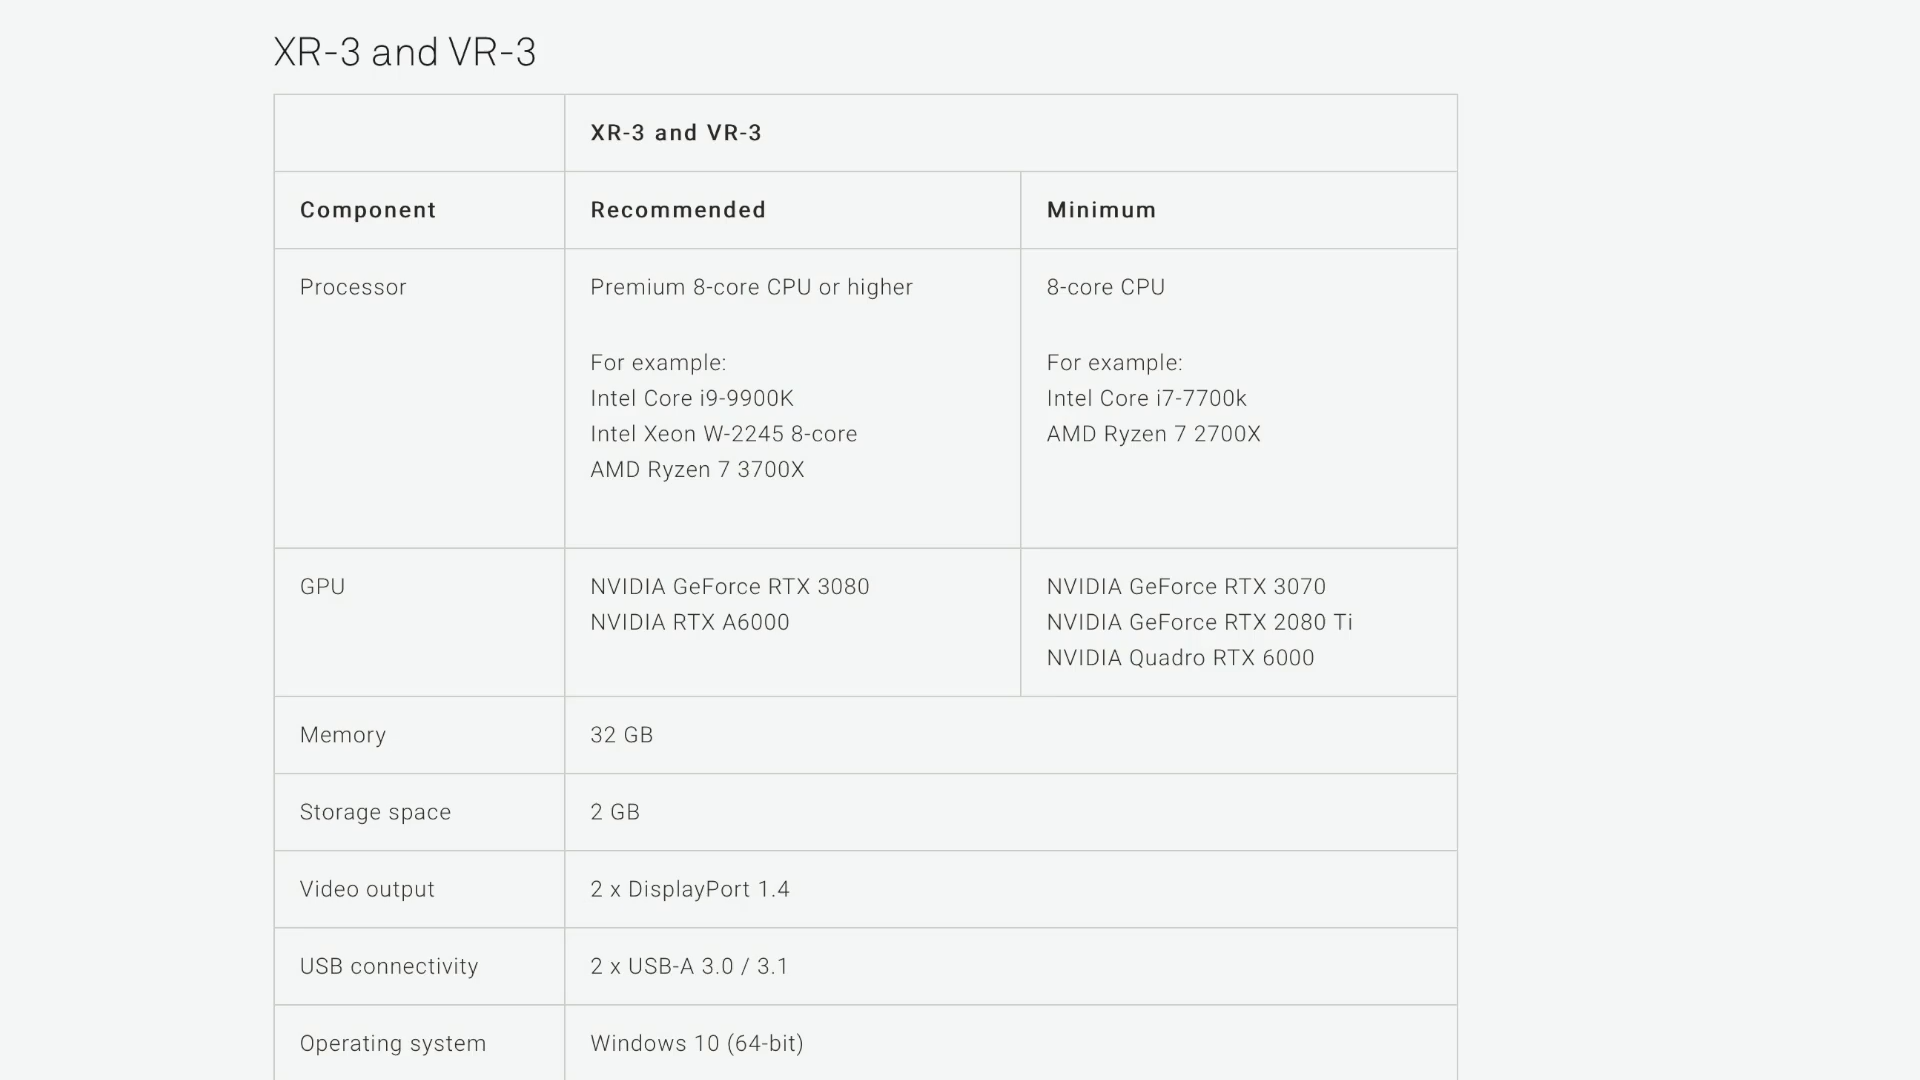 XR-3 and VR-3
XR-3 and VR-3
Component
Recommended
Minimum
Processor
Premium 8-core CPU or higher
For example:
Intel Core i9-9900K
Intel Xeon W-2245 8-core
AMD Ryzen 7 3700X
8-core CPU
For example:
Intel Core i7-7700k
AMD Ryzen 7 2700X
GPU
NVIDIA GeForce RTX 3080
NVIDIA RTX A6000
NVIDIA GeForce RTX 3070
NVIDIA GeForce RTX 2080 Ti
NVIDIA Quadro RTX 6000
Memory
32 GB
Storage space
2 GB
Video output
2 x DisplayPort 1.4
USB connectivity
2 x USB-A 3.0 / 3.1
Operating system
Windows 10 (64-bit)